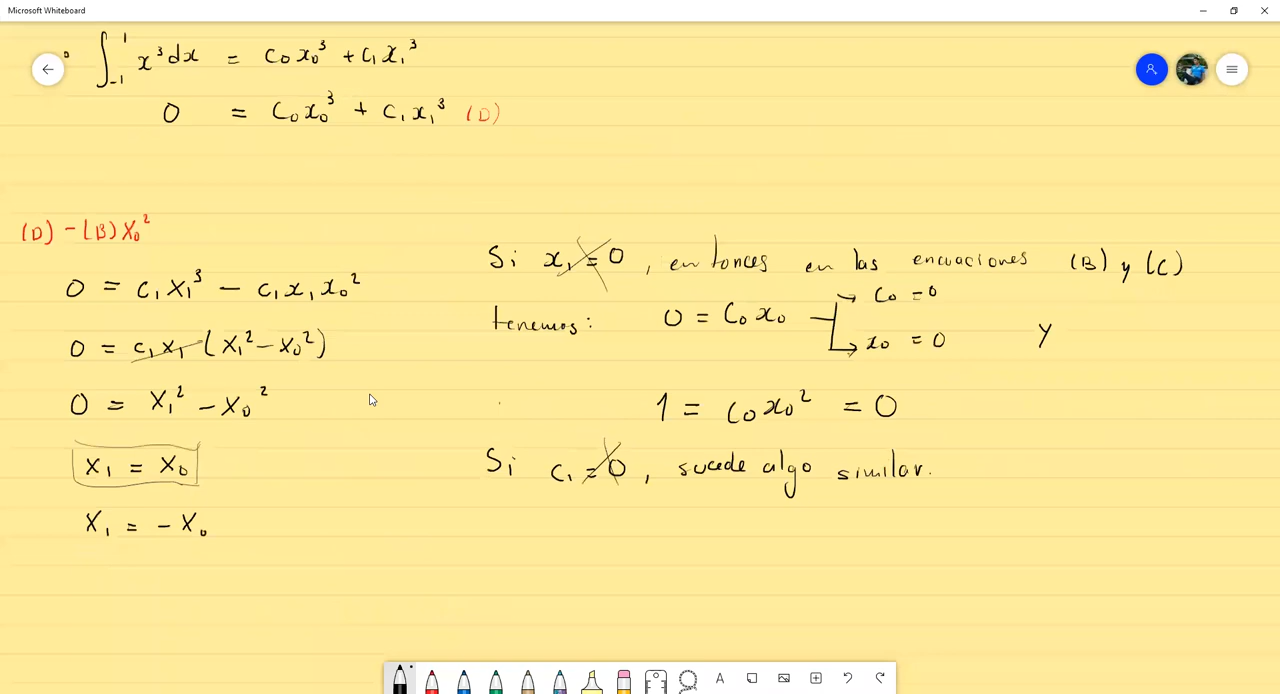 Microsoft Whiteboard
∫₋₁¹ x³dx = c₀x₀³ + c₁x₁³
0 = c₀x₀³ + c₁x₁³ (D)
(D) - (B)X₀²
0 = c₁x₁³ - c₁x₁x₀²
0 = c₁x₁(x₁² - x₀²)
0 = x₁² - x₀²
x₁ = x₀
x₁ = -x₀
Si x₁ = 0, entonces en las encuaciones (B) y (C)
tenemos: 0 = c₀x₀ → c₀ = 0
→ x₀ = 0 y
1 = c₀x₀² = 0
Si c₁ = 0, sucede algo similar.
A